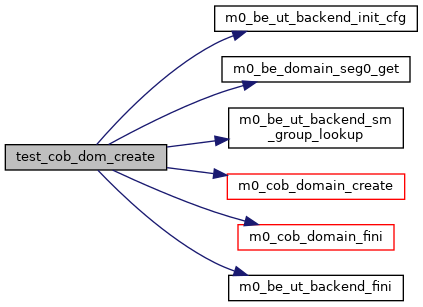 m0_be_ut_backend_init_cfg
m0_be_domain_seg0_get
m0_be_ut_backend_sm
_group_lookup
test_cob_dom_create
m0_cob_domain_create
m0_cob_domain_fini
m0_be_ut_backend_fini